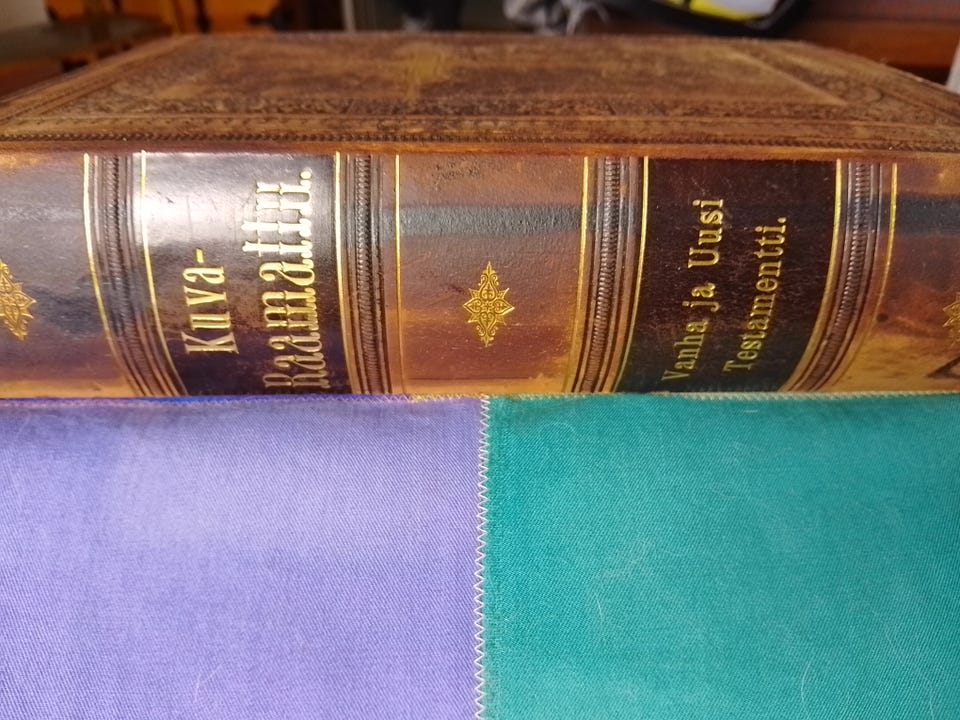 Kuva-
Raamattu.
Vanha ja Uusi
Testamentti.